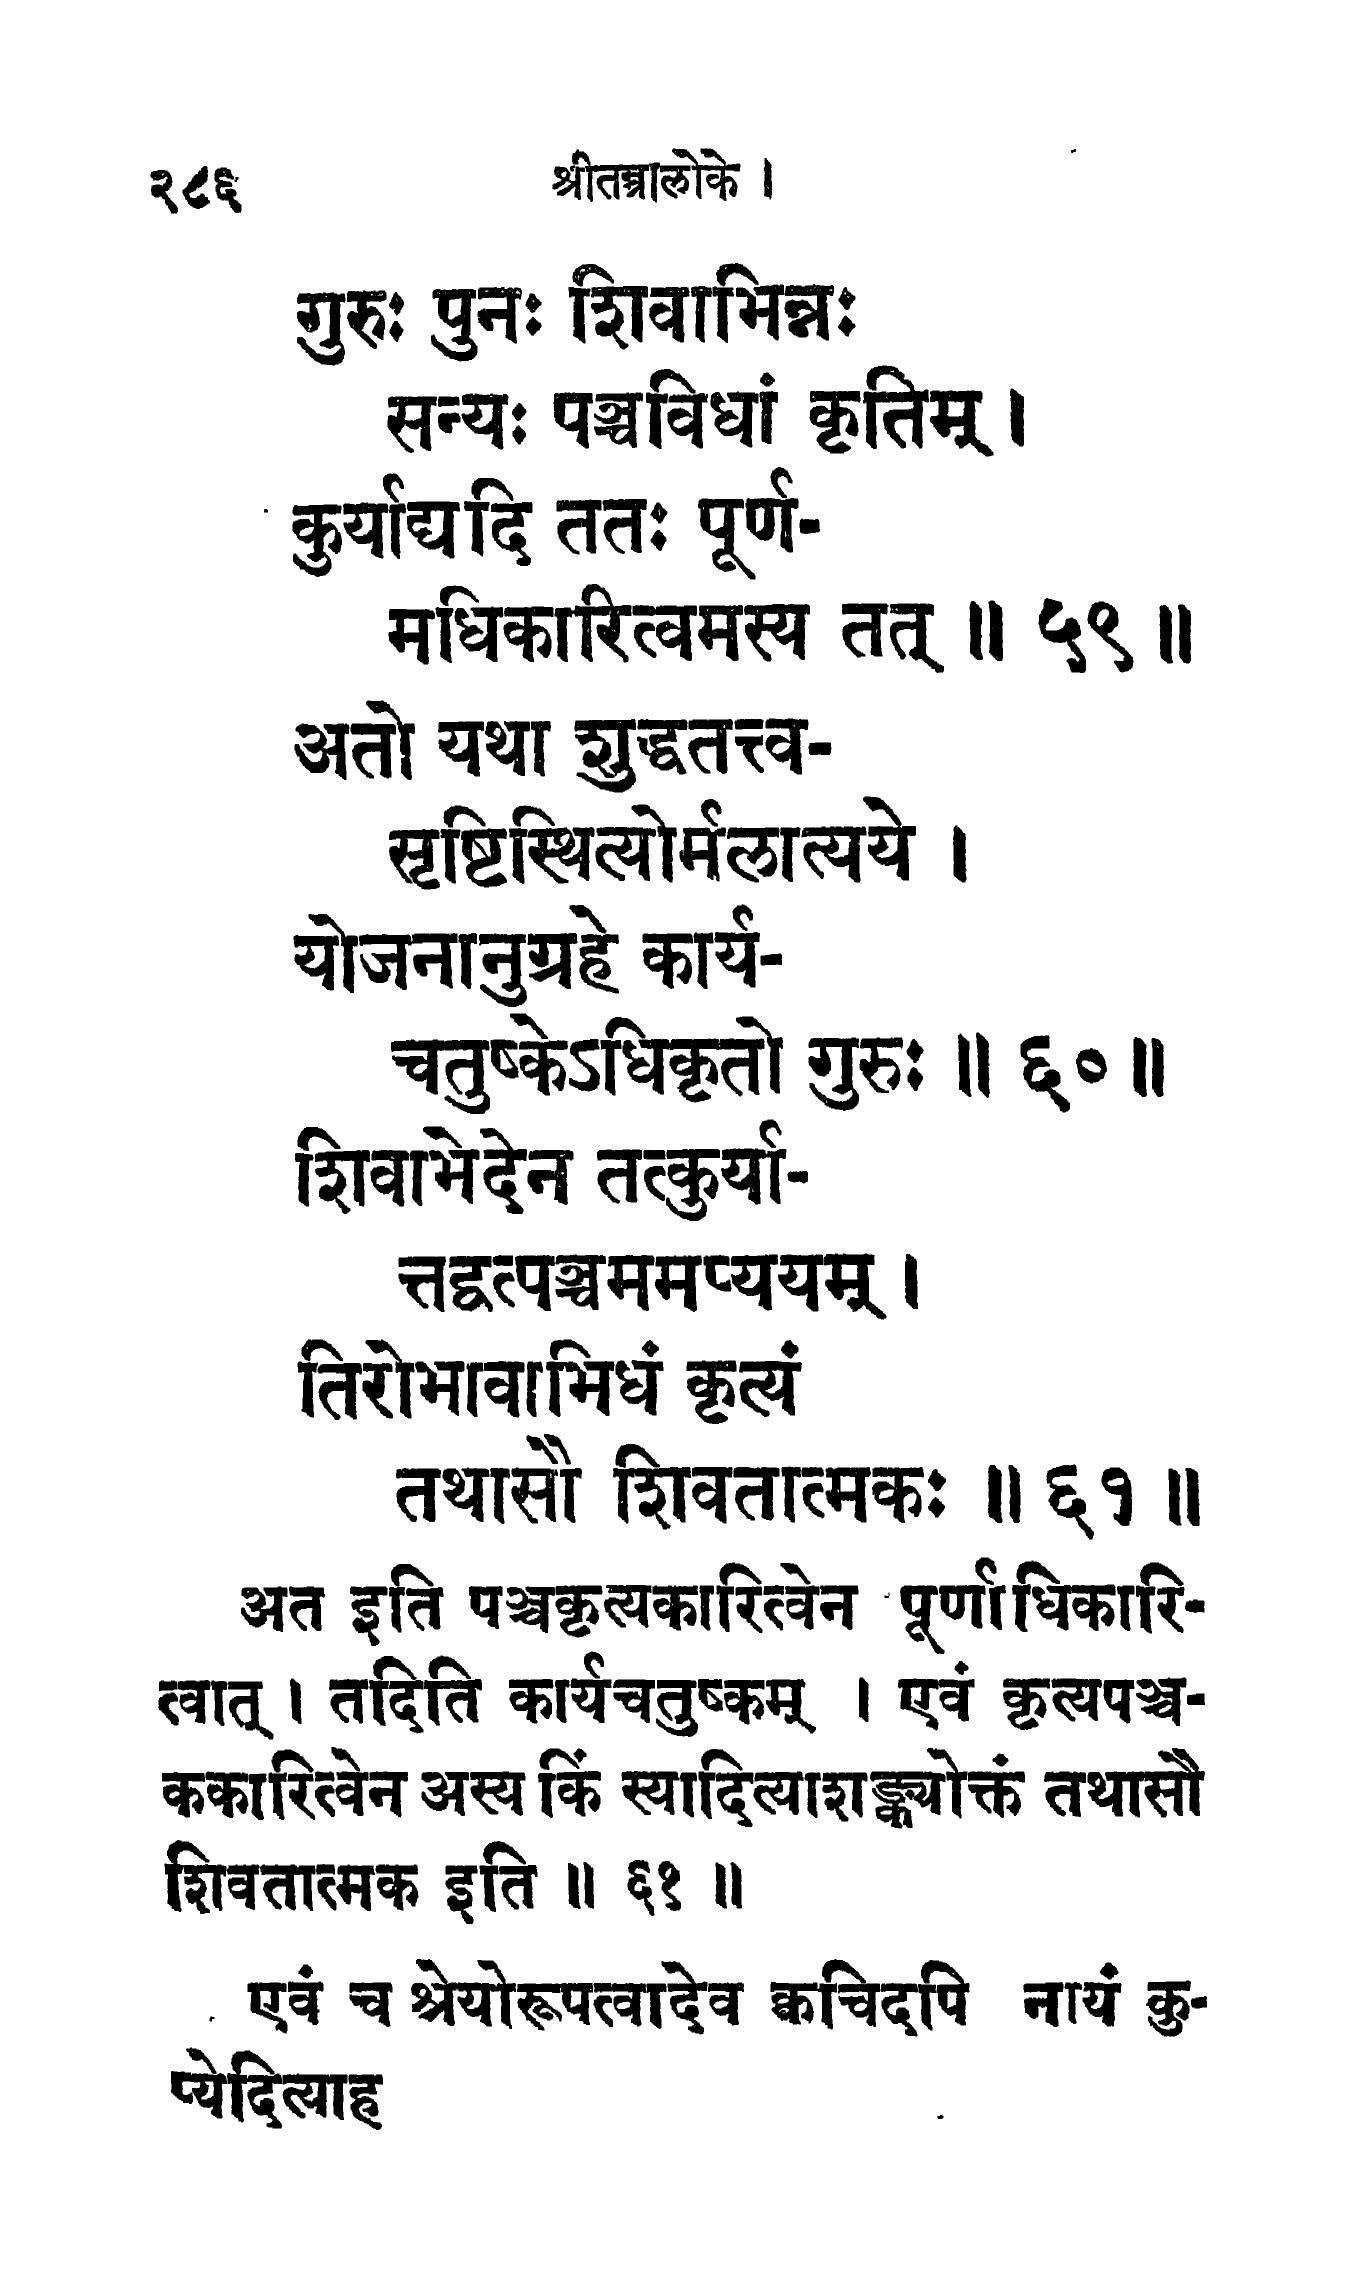 २८६ श्रीतन्त्रालोके ।
गुरुः पुनः शिवाभिन्नः
सन्यः पञ्चविधां कृतिम् ।
कुर्याद्यदि ततः पूर्ण-
मधिकारित्वमस्य तत् ॥ ५९ ॥
अतो यथा शुद्धतत्त्व-
सृष्टिस्थित्योर्मलात्यये ।
योजनानुग्रहे कार्य-
चतुष्केऽधिकृतो गुरुः ॥ ६० ॥
शिवाभेदेन तत्कुर्या-
त्तद्वत्पञ्चममप्ययम् ।
तिरोभावाभिधं कृत्यं
तथासौ शिवतात्मकः ॥ ६१ ॥
अत इति पञ्चकृत्यकारित्वेन पूर्णाधिकारि-
त्वात् । तदिति कार्यचतुष्कम् । एवं कृत्यपञ्च-
ककारित्वेन अस्य किं स्यादित्याशङ्क्योक्तं तथासौ
शिवतात्मक इति ॥ ६१ ॥
एवं च श्रेयोरूपत्वादेव क्वचिदपि नायं कु-
प्येदित्याह